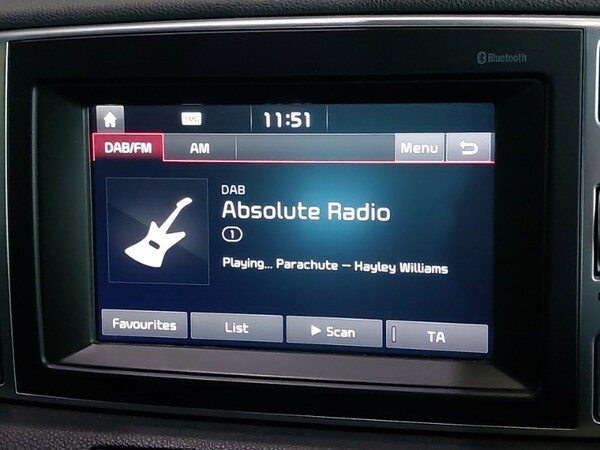 Bluetooth
TMC
11:51
DAB/FM
AM
Menu
DAB
Absolute Radio
1
Playing... Parachute – Hayley Williams
Favourites
List
Scan
TA